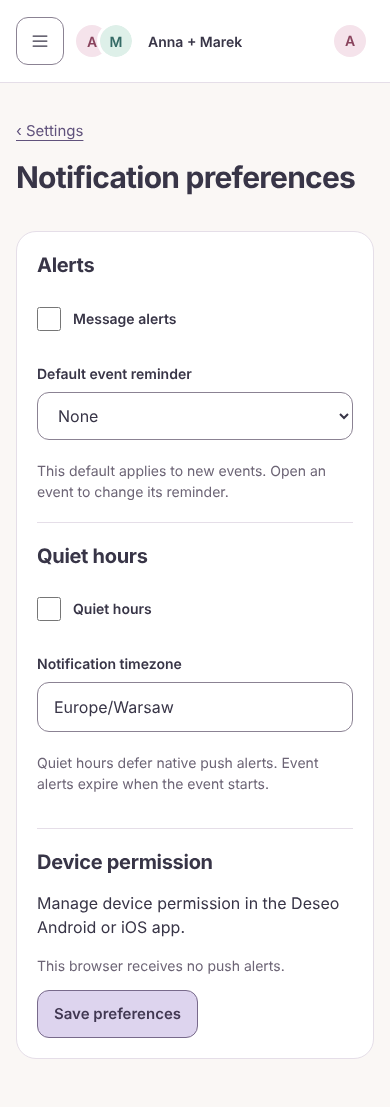 A M Anna + Marek A
‹ Settings
Notification preferences
Alerts
Message alerts
Default event reminder
None
This default applies to new events. Open an
event to change its reminder.
Quiet hours
Quiet hours
Notification timezone
Europe/Warsaw
Quiet hours defer native push alerts. Event
alerts expire when the event starts.
Device permission
Manage device permission in the Deseo
Android or iOS app.
This browser receives no push alerts.
Save preferences